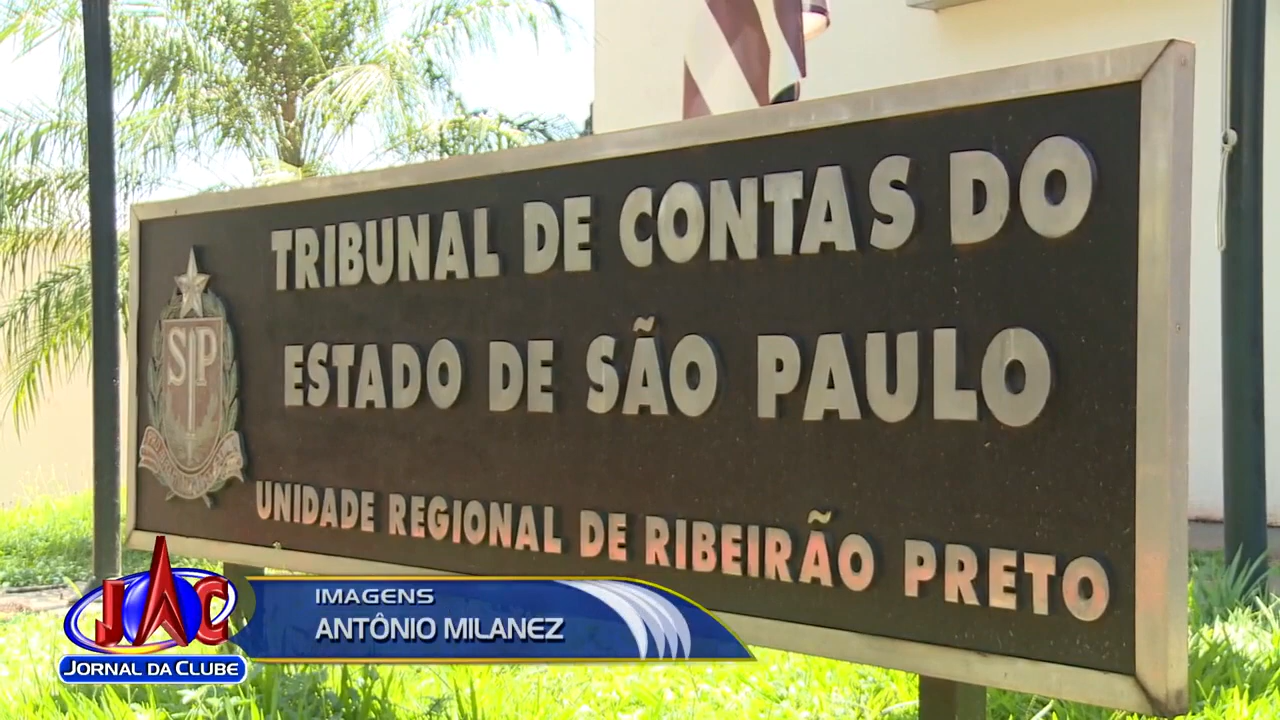 TRIBUNAL DE CONTAS DO
ESTADO DE SÃO PAULO
SP
UNIDADE REGIONAL DE RIBEIRÃO PRETO
IMAGENS
ANTÔNIO MILANEZ
JAC
JORNAL DA CLUBE